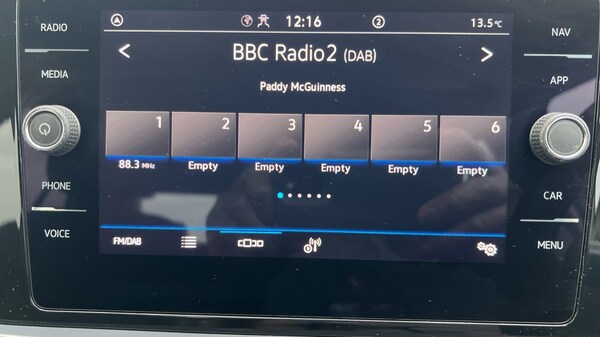 RADIO
MEDIA
PHONE
VOICE
12:16
2
13.5°C
BBC Radio2 (DAB)
Paddy McGuinness
1 2 3 4 5 6
88.3 MHz Empty Empty Empty Empty Empty
FM/DAB
NAV
APP
CAR
MENU